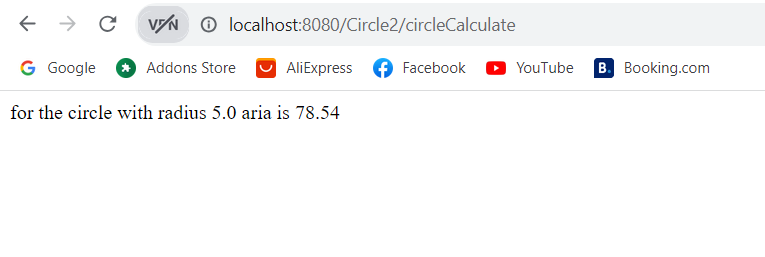 VPN localhost:8080/Circle2/circleCalculate
Google Addons Store AliExpress Facebook YouTube B. Booking.com
for the circle with radius 5.0 aria is 78.54